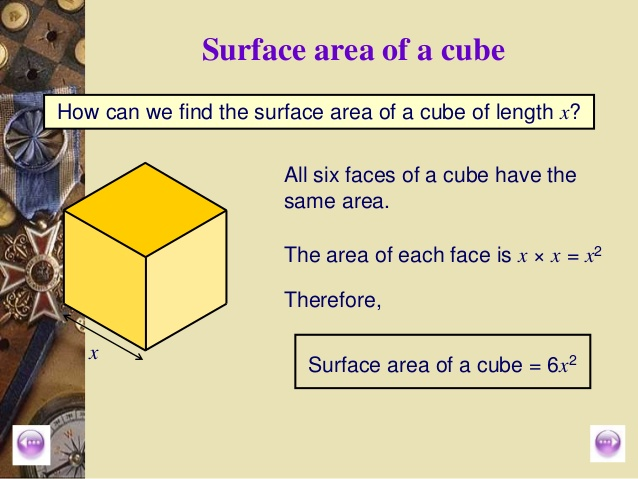 Surface area of a cube
How can we find the surface area of a cube of length x?
All six faces of a cube have the
same area.
The area of each face is x × x = x²
Therefore,
x
Surface area of a cube = 6x²